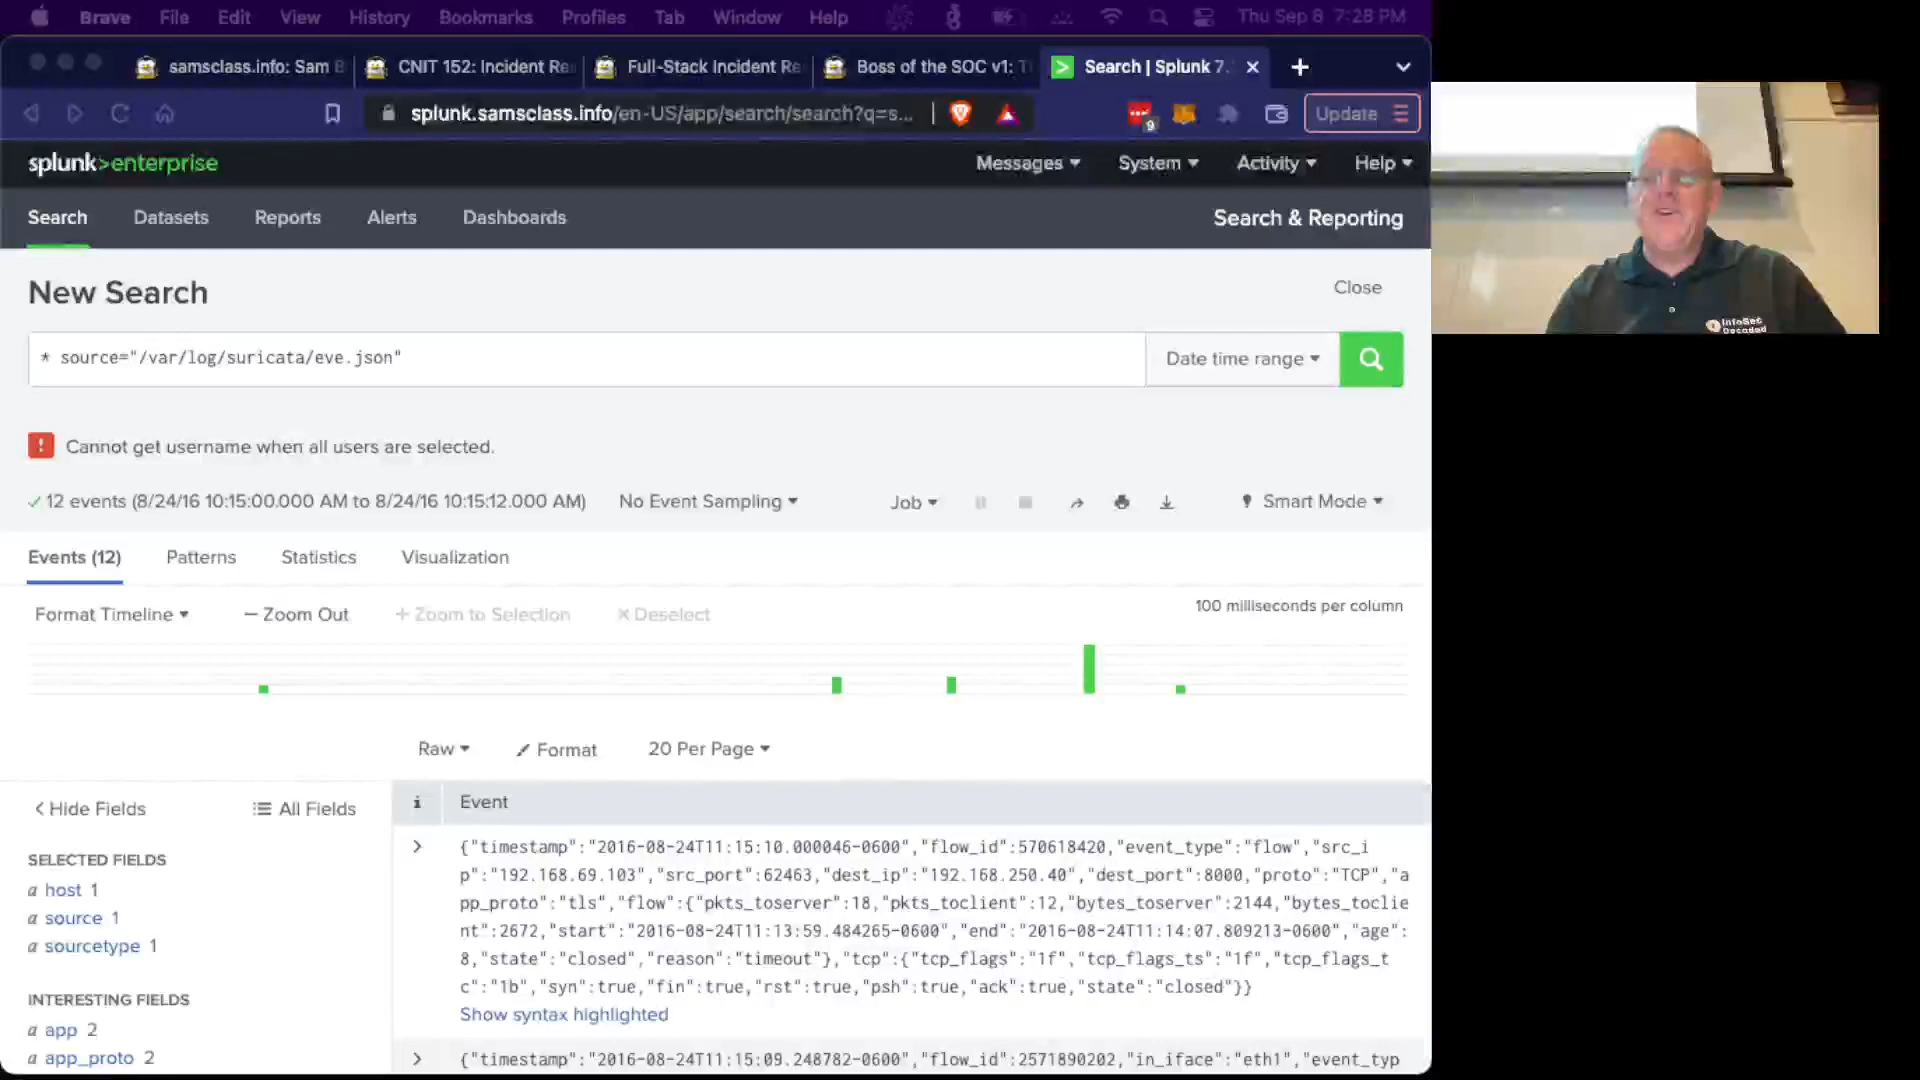 Brave File Edit View History Bookmarks Profiles Tab Window Help Thu Sep 8 7:28 PM
samsclass.info: Sam B CNIT 152: Incident Re Full-Stack Incident Re Boss of the SOC v1: T Search | Splunk 7.
splunk.samsclass.info/en-US/app/search/search?q=s... 9 Update
splunk>enterprise Messages System Activity Help
Search Datasets Reports Alerts Dashboards Search & Reporting
New Search Close
* source="/var/log/suricata/eve.json" Date time range
Cannot get username when all users are selected.
12 events (8/24/16 10:15:00.000 AM to 8/24/16 10:15:12.000 AM) No Event Sampling Job Smart Mode
Events (12) Patterns Statistics Visualization
Format Timeline — Zoom Out + Zoom to Selection × Deselect 100 milliseconds per column
Raw Format 20 Per Page
< Hide Fields All Fields i Event
SELECTED FIELDS
a host 1
a source 1
a sourcetype 1
INTERESTING FIELDS
a app 2
a app_proto 2
> {"timestamp":"2016-08-24T11:15:10.000046-0600","flow_id":570618420,"event_type":"flow","src_i
p":"192.168.69.103","src_port":62463,"dest_ip":"192.168.250.40","dest_port":8000,"proto":"TCP","a
pp_proto":"tls","flow":{"pkts_toserver":18,"pkts_toclient":12,"bytes_toserver":2144,"bytes_toclie
nt":2672,"start":"2016-08-24T11:13:59.484265-0600","end":"2016-08-24T11:14:07.809213-0600","age":
8,"state":"closed","reason":"timeout"},"tcp":{"tcp_flags":"1f","tcp_flags_ts":"1f","tcp_flags_t
c":"1b","syn":true,"fin":true,"rst":true,"psh":true,"ack":true,"state":"closed"}}
Show syntax highlighted
> {"timestamp":"2016-08-24T11:15:09.248782-0600","flow_id":2571890202,"in_iface":"eth1","event_typ
InfoSec
Decoded